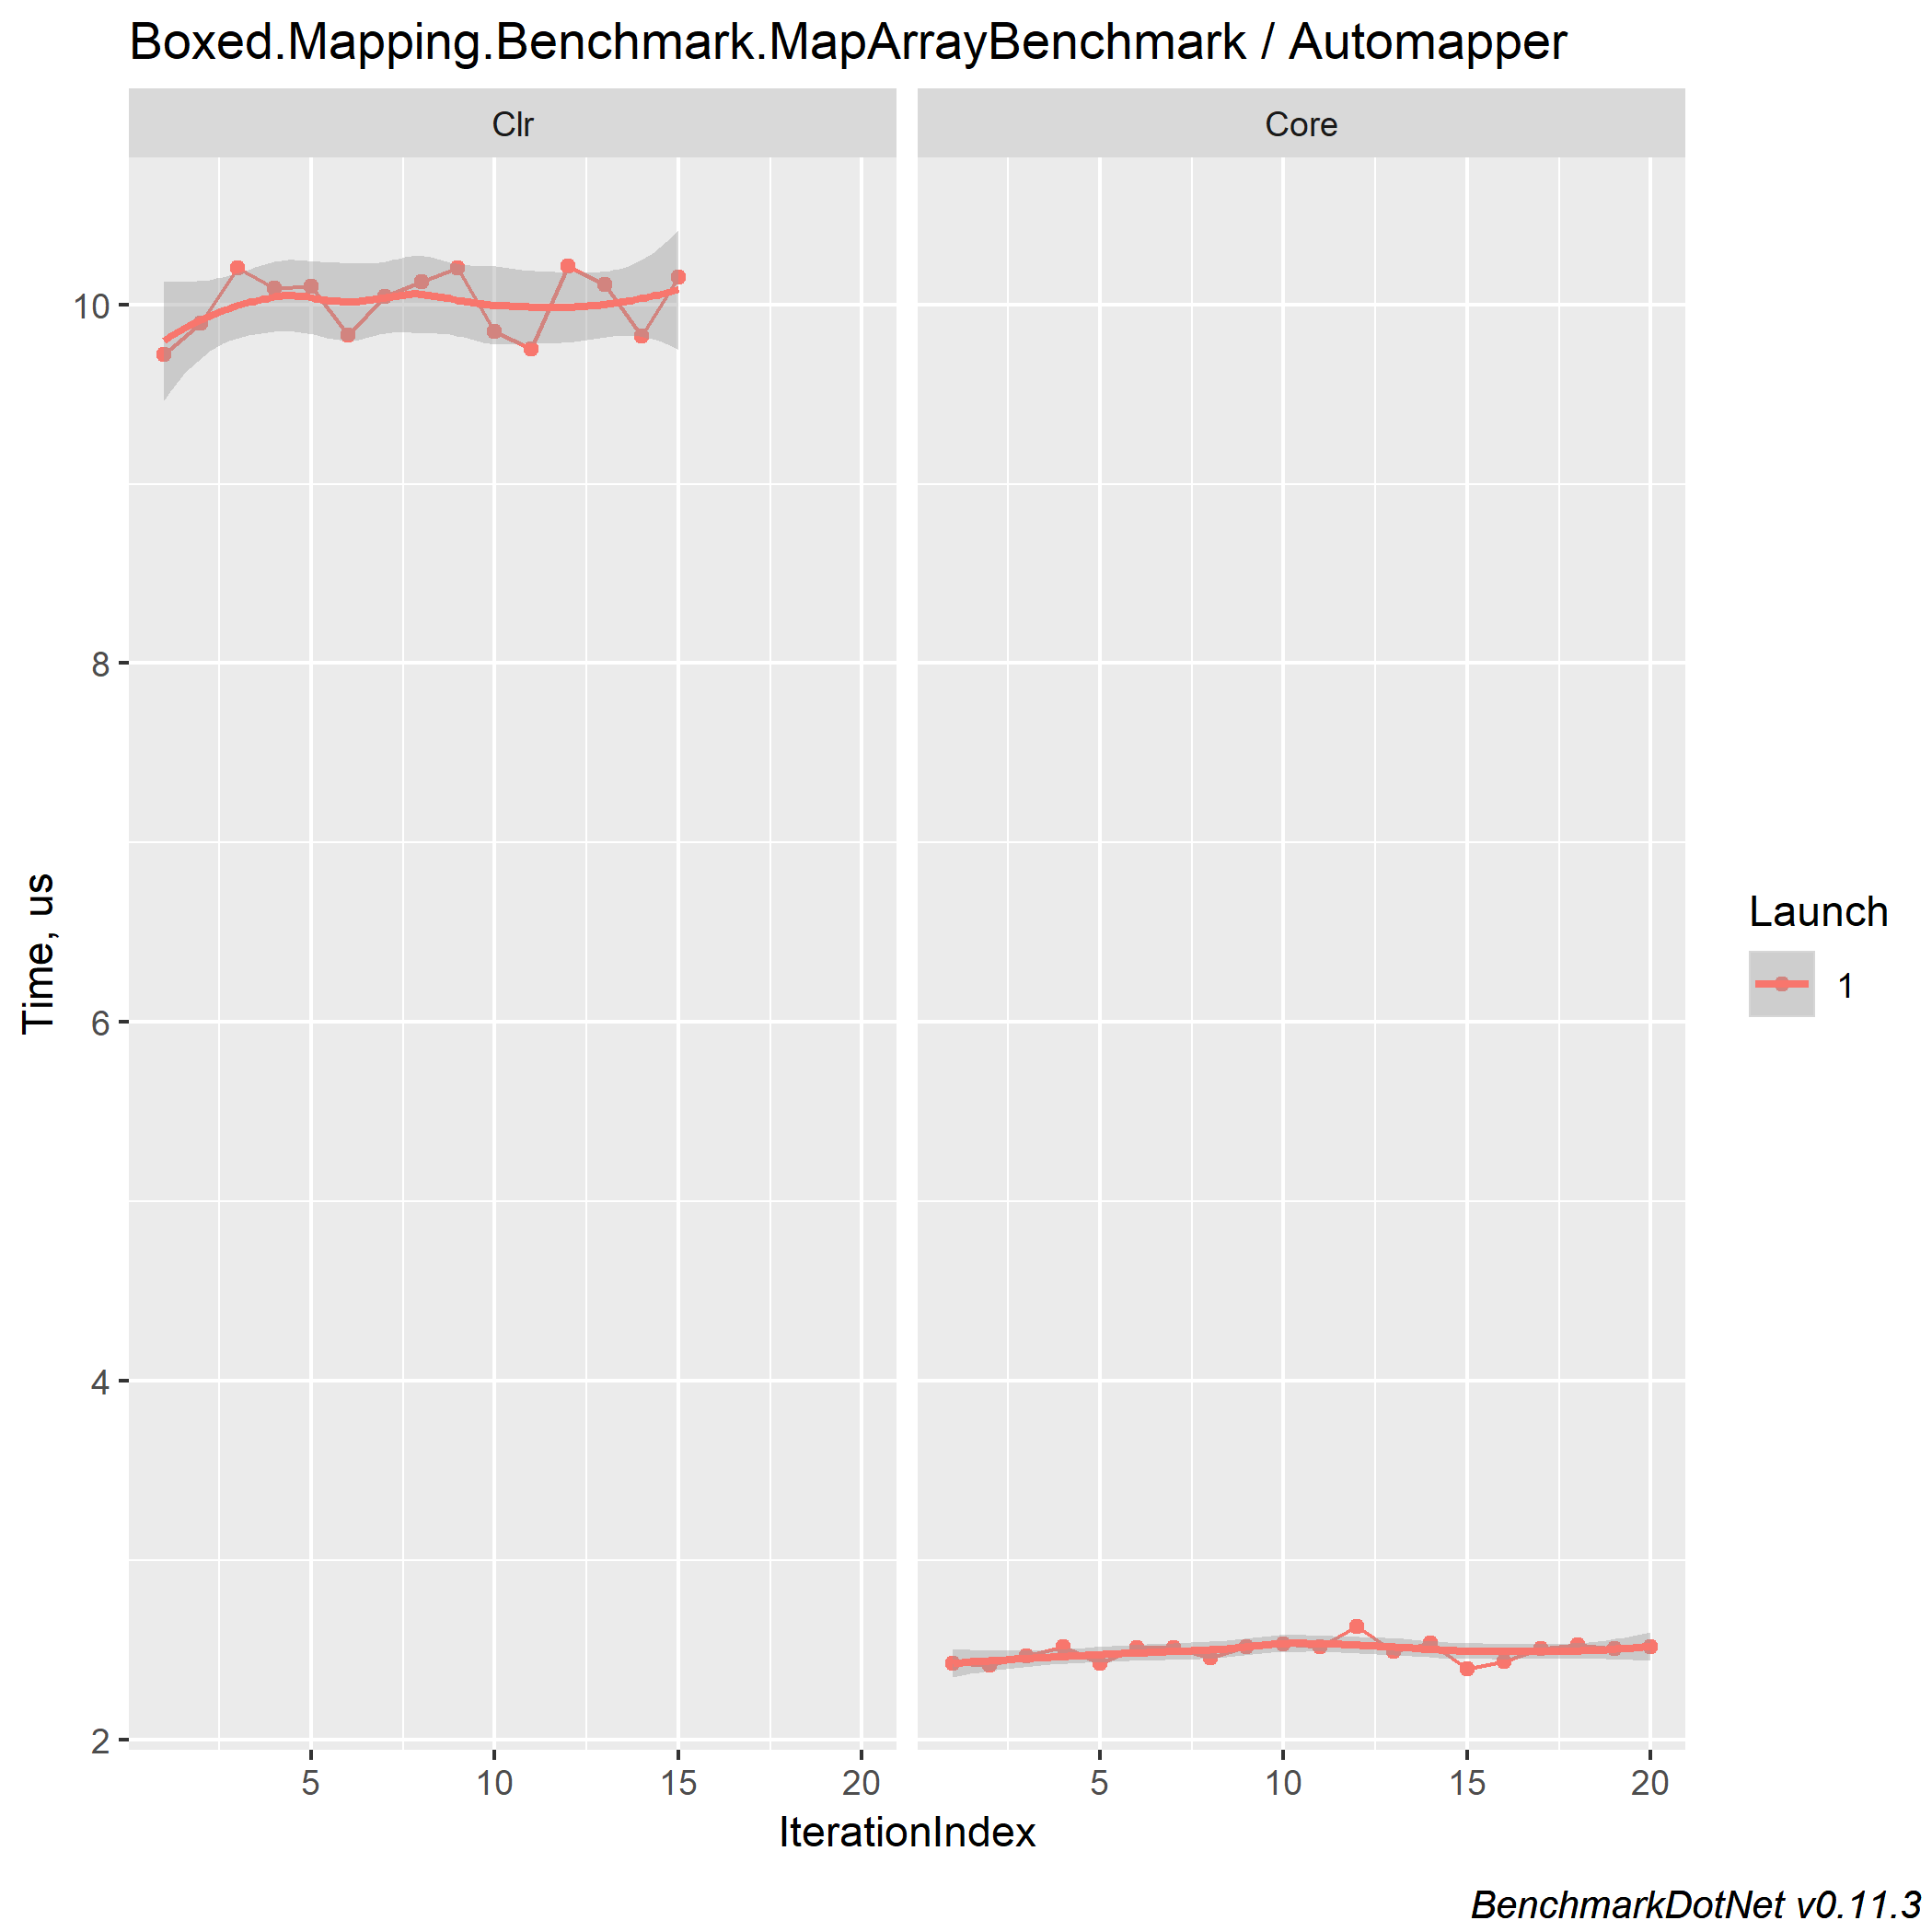 Boxed.Mapping.Benchmark.MapArrayBenchmark / Automapper
Clr
Core
10
8
6
4
2
Time, us
5
10
15
20
5
10
15
20
IterationIndex
Launch
1
BenchmarkDotNet v0.11.3